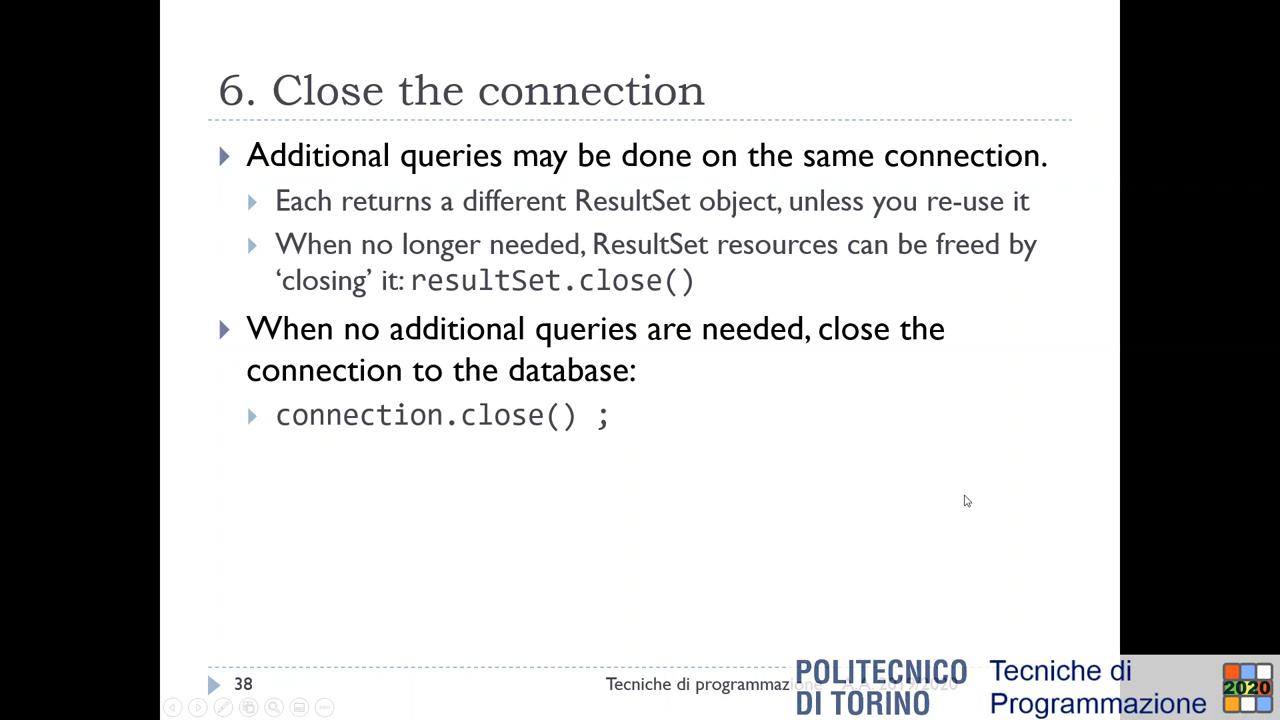 6. Close the connection
Additional queries may be done on the same connection.
Each returns a different ResultSet object, unless you re-use it
When no longer needed, ResultSet resources can be freed by
‘closing’ it: resultSet.close()
When no additional queries are needed, close the
connection to the database:
connection.close() ;
38
Tecniche di programmazione A.A. 2019/2020
POLITECNICO
DI TORINO
Tecniche di
Programmazione
2020